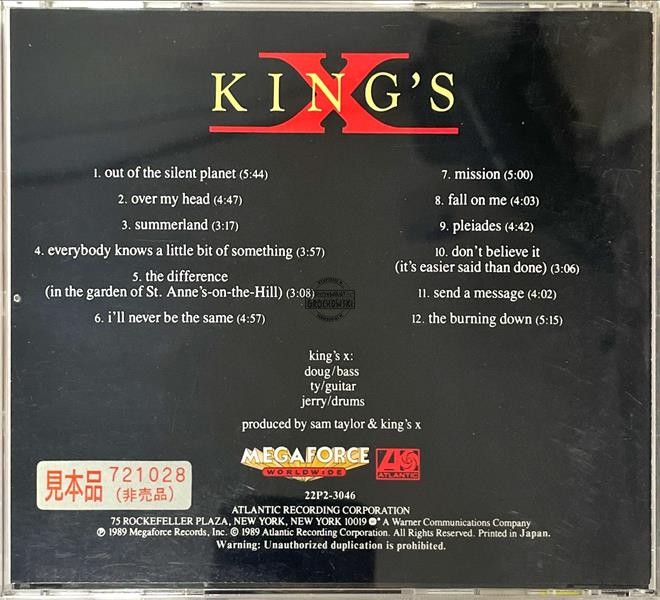 KING'S
X
1. out of the silent planet (5:44)
2. over my head (4:47)
3. summerland (3:17)
4. everybody knows a little bit of something (3:57)
5. the difference
(in the garden of St. Anne's-on-the-Hill) (3:08)
6. i'll never be the same (4:57)
7. mission (5:00)
8. fall on me (4:03)
9. pleiades (4:42)
10. don't believe it
(it's easier said than done) (3:06)
11. send a message (4:02)
12. the burning down (5:15)
GROCHOWSKI
king's x:
doug/bass
ty/guitar
jerry/drums
produced by sam taylor & king's x
MEGAFORCE
WORLDWIDE
ATLANTIC
見本品 721028
(非売品)
22P2-3046
ATLANTIC RECORDING CORPORATION
75 ROCKEFELLER PLAZA, NEW YORK, NEW YORK 10019 A Warner Communications Company
℗ 1989 Megaforce Records, Inc. © 1989 Atlantic Recording Corporation. All Rights Reserved. Printed in Japan.
Warning: Unauthorized duplication is prohibited.